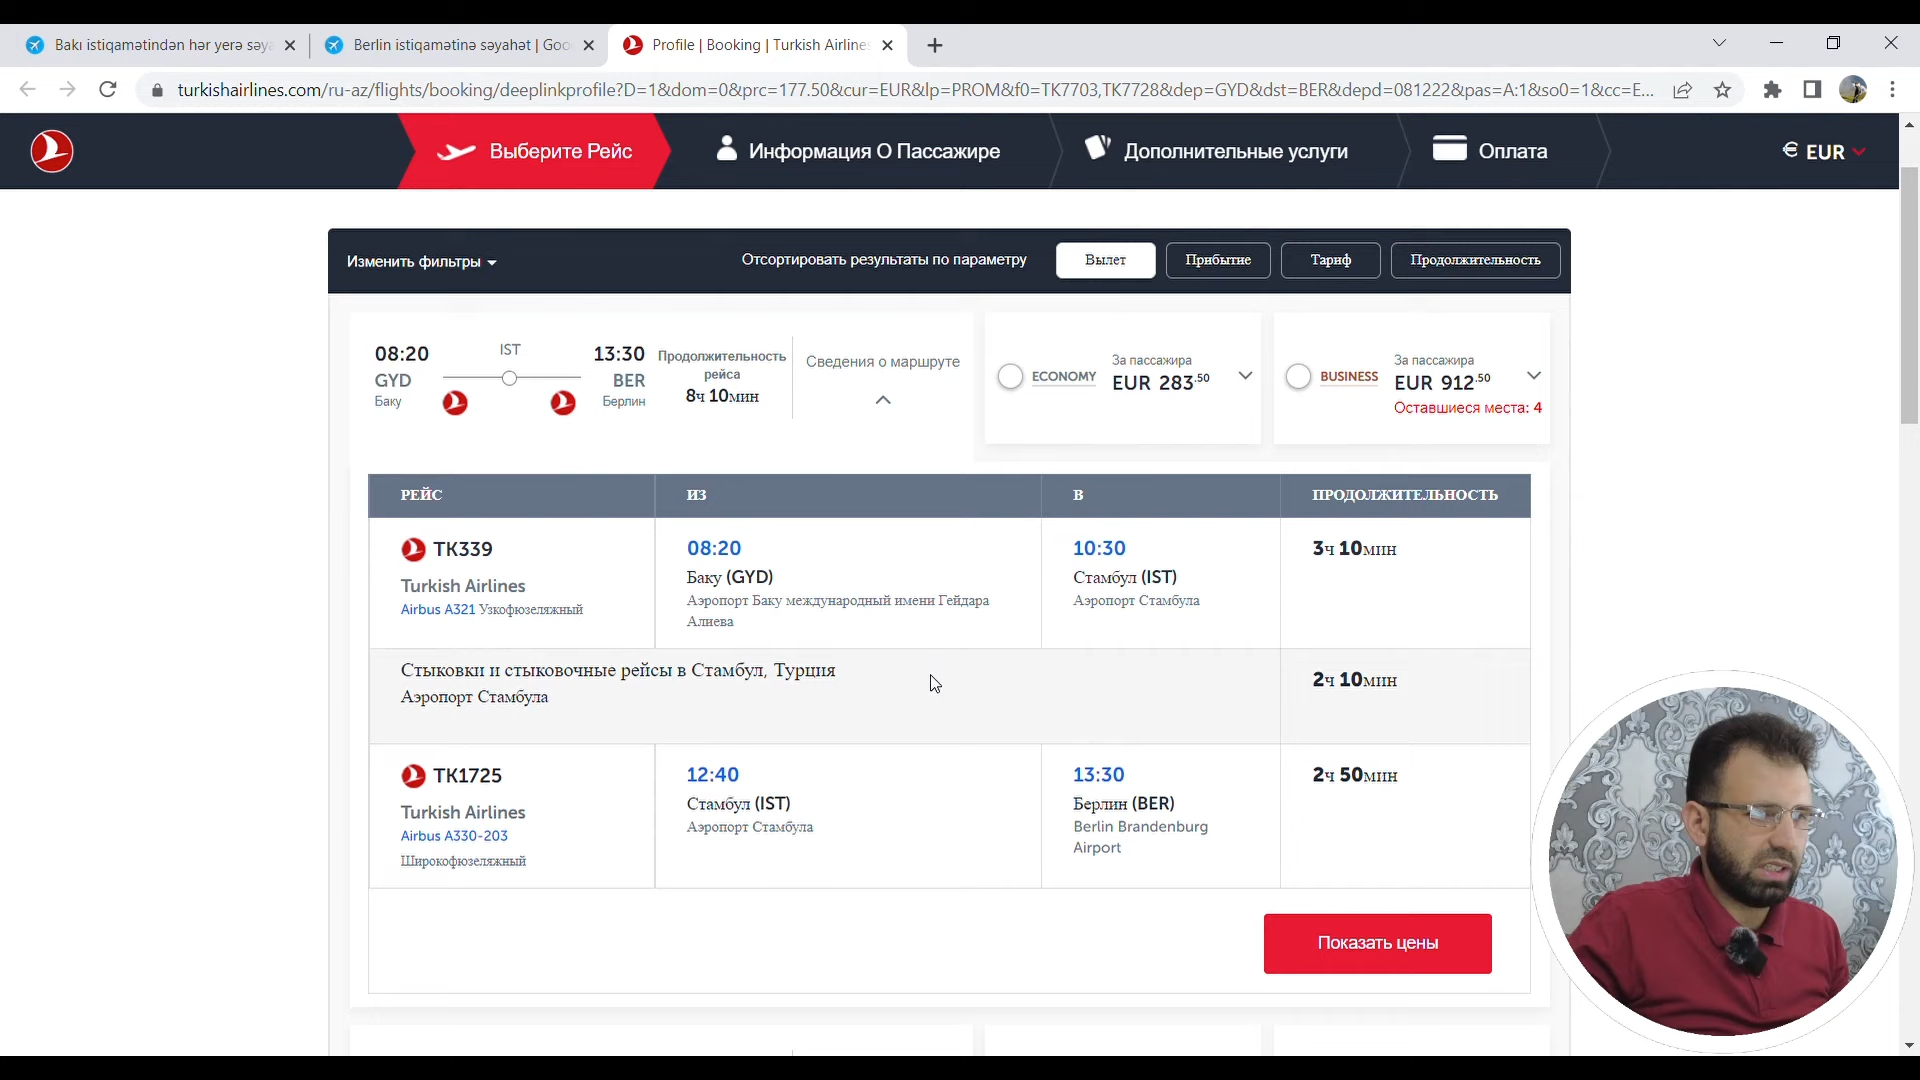 Bakı istiqamətindən hər yerə səya
Berlin istiqamətinə səyahət | Goo
Profile | Booking | Turkish Airlines
turkishairlines.com/ru-az/flights/booking/deeplinkprofile?D=1&dom=0&prc=177.50&cur=EUR&lp=PROM&f0=TK7703,TK7728&dep=GYD&dst=BER&depd=081222&pas=A:1&so0=1&cc=E...
Выберите Рейс
Информация О Пассажире
Дополнительные услуги
Оплата
€ EUR
Изменить фильтры
Отсортировать результаты по параметру
Вылет
Прибытие
Тариф
Продолжительность
08:20
GYD
Баку
IST
13:30
BER
Берлин
Продолжительность
рейса
8ч 10мин
Сведения о маршруте
ECONOMY
За пассажира
EUR 283.50
BUSINESS
За пассажира
EUR 912.50
Оставшиеся места: 4
РЕЙС
ИЗ
В
ПРОДОЛЖИТЕЛЬНОСТЬ
TK339
Turkish Airlines
Airbus A321 Узкофюзеляжный
08:20
Баку (GYD)
Аэропорт Баку международный имени Гейдара
Алиева
10:30
Стамбул (IST)
Аэропорт Стамбула
3ч 10мин
Стыковки и стыковочные рейсы в Стамбул, Турция
Аэропорт Стамбула
2ч 10мин
TK1725
Turkish Airlines
Airbus A330-203
Широкофюзеляжный
12:40
Стамбул (IST)
Аэропорт Стамбула
13:30
Берлин (BER)
Berlin Brandenburg
Airport
2ч 50мин
Показать цены